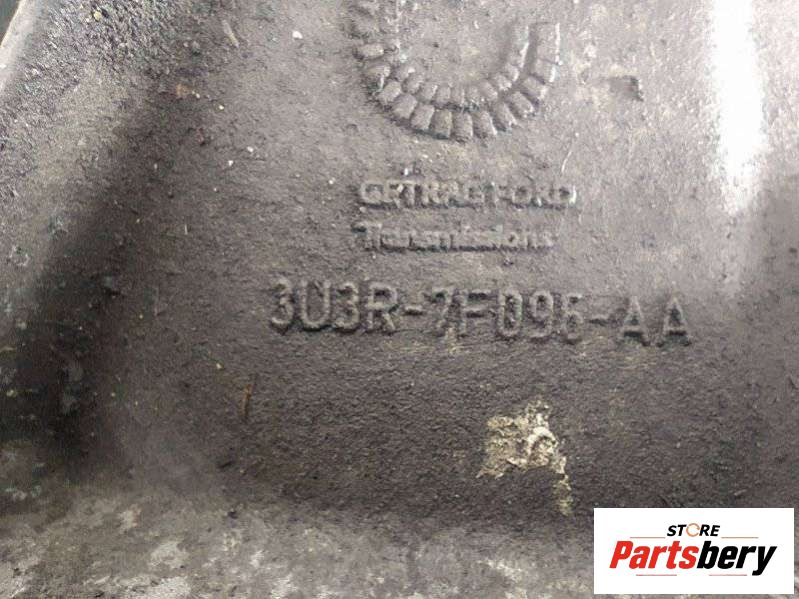 GETRAG FORD
Transmissions
3U3R-7F096-AA
STORE
Partsbery